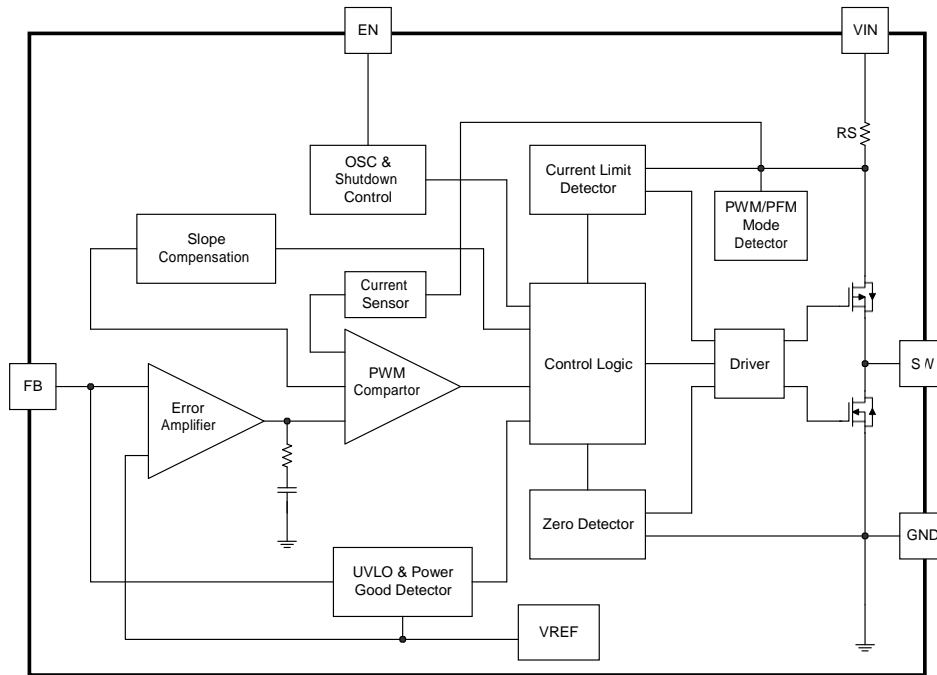 EN
VIN
RS
OSC &
Shutdown
Control
Current Limit
Detector
PWM/PFM
Mode
Detector
Slope
Compensation
Current
Sensor
PWM
Compartor
Control Logic
Driver
SW
FB
Error
Amplifier
Zero Detector
GND
UVLO & Power
Good Detector
VREF